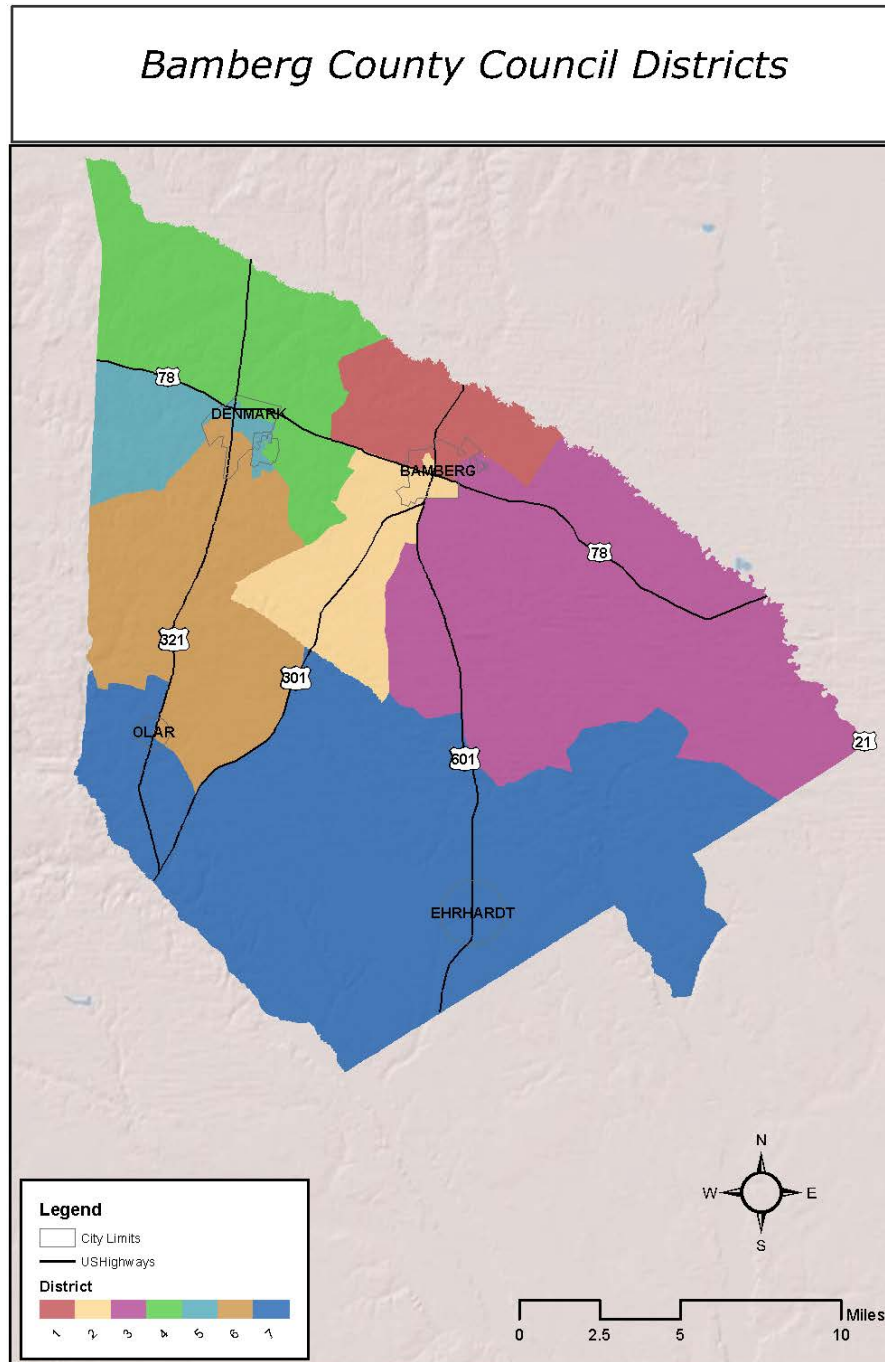 Bamberg County Council Districts
78
DENMARK
BAMBERG
78
321
301
OLAR
21
601
EHRHARDT
N
W E
S
Legend
City Limits
USHighways
District
1 2 3 4 5 6 7
Miles
0 2.5 5 10